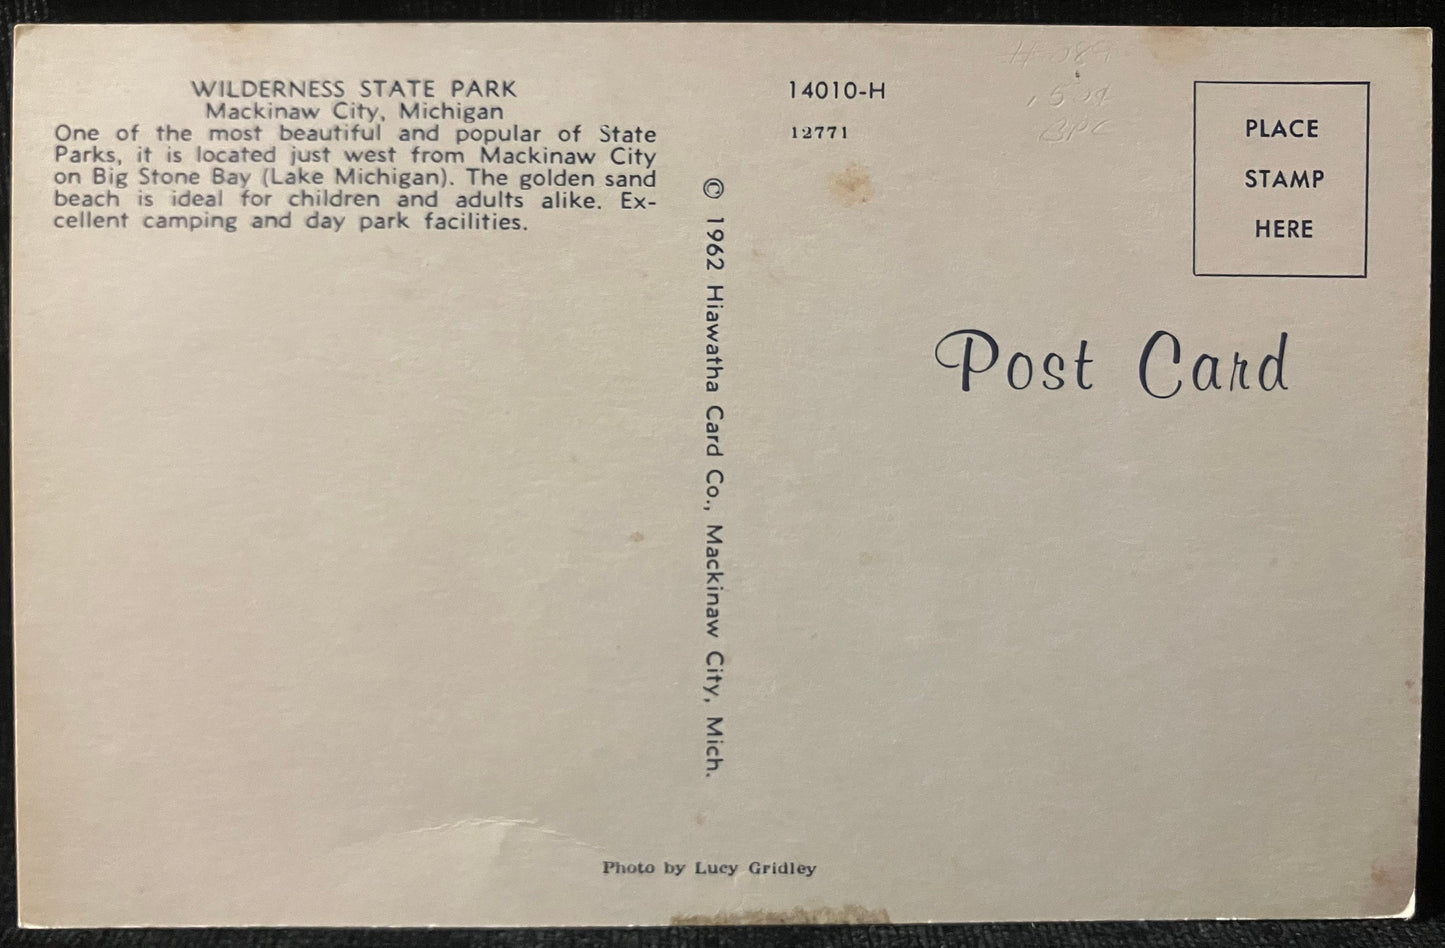 WILDERNESS STATE PARK
Mackinaw City, Michigan
One of the most beautiful and popular of State
Parks, it is located just west from Mackinaw City
on Big Stone Bay (Lake Michigan). The golden sand
beach is ideal for children and adults alike. Ex-
cellent camping and day park facilities.
© 1962 Hiawatha Card Co., Mackinaw City, Mich.
Photo by Lucy Gridley
14010-H
12771
PLACE
STAMP
HERE
Post Card